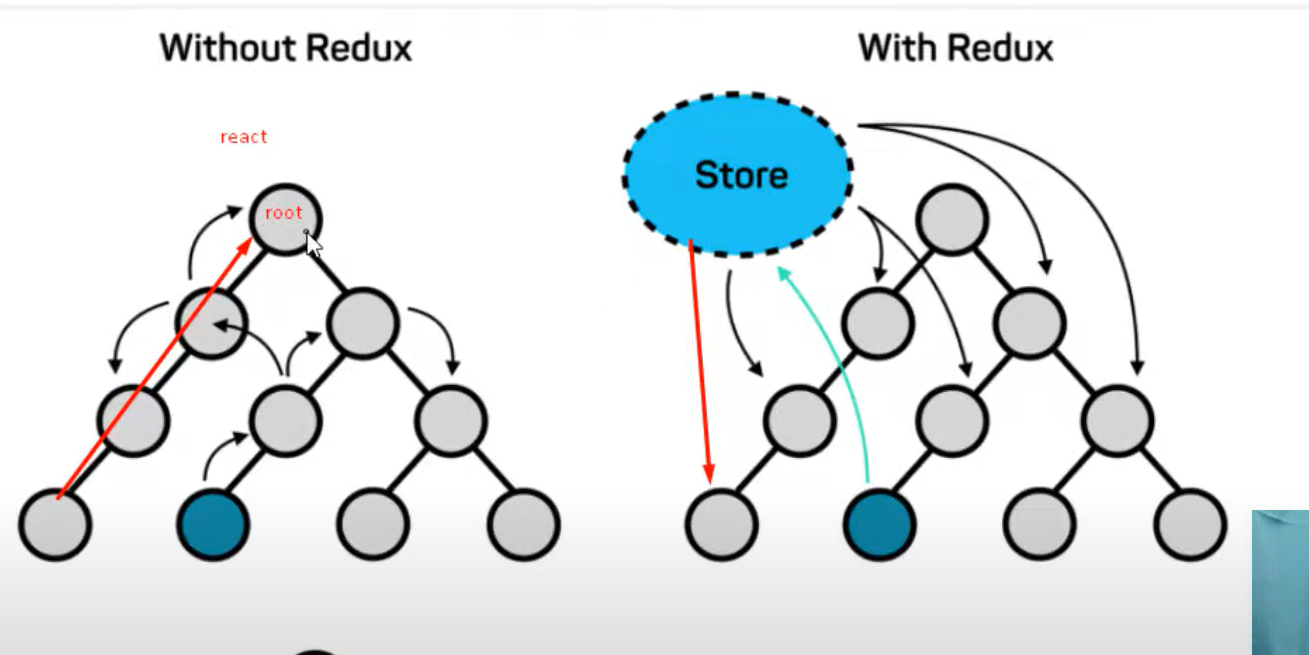 Without Redux
With Redux
react
Store
root